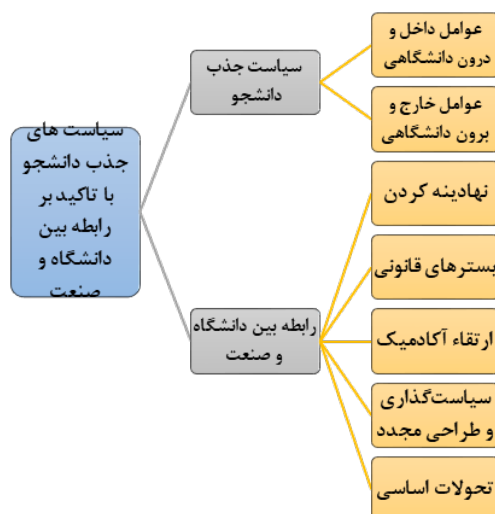 سیاست های
جذب دانشجو
با تاکید بر
رابطه بین
دانشگاه و
صنعت
سیاست جذب
دانشجو
عوامل داخل و
درون دانشگاهی
عوامل خارج و
برون دانشگاهی
رابطه بین دانشگاه
و صنعت
نهادینه کردن
بسترهای قانونی
ارتقاء آکادمیک
سیاست‌گذاری
و طراحی مجدد
تحولات اساسی